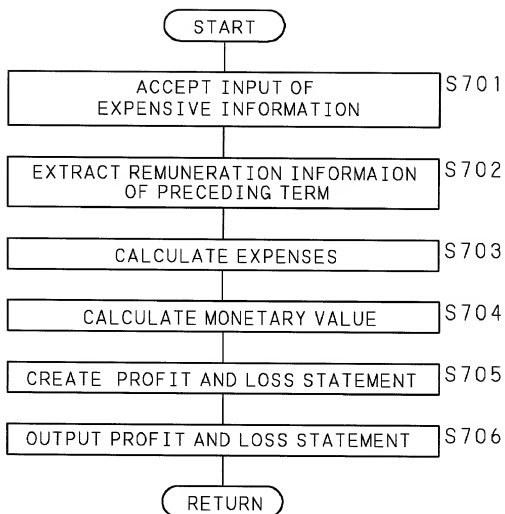 START
ACCEPT INPUT OF
EXPENSIVE INFORMATION
S701
EXTRACT REMUNERATION INFORMAION
OF PRECEDING TERM
S702
CALCULATE EXPENSES
S703
CALCULATE MONETARY VALUE
S704
CREATE PROFIT AND LOSS STATEMENT
S705
OUTPUT PROFIT AND LOSS STATEMENT
S706
RETURN